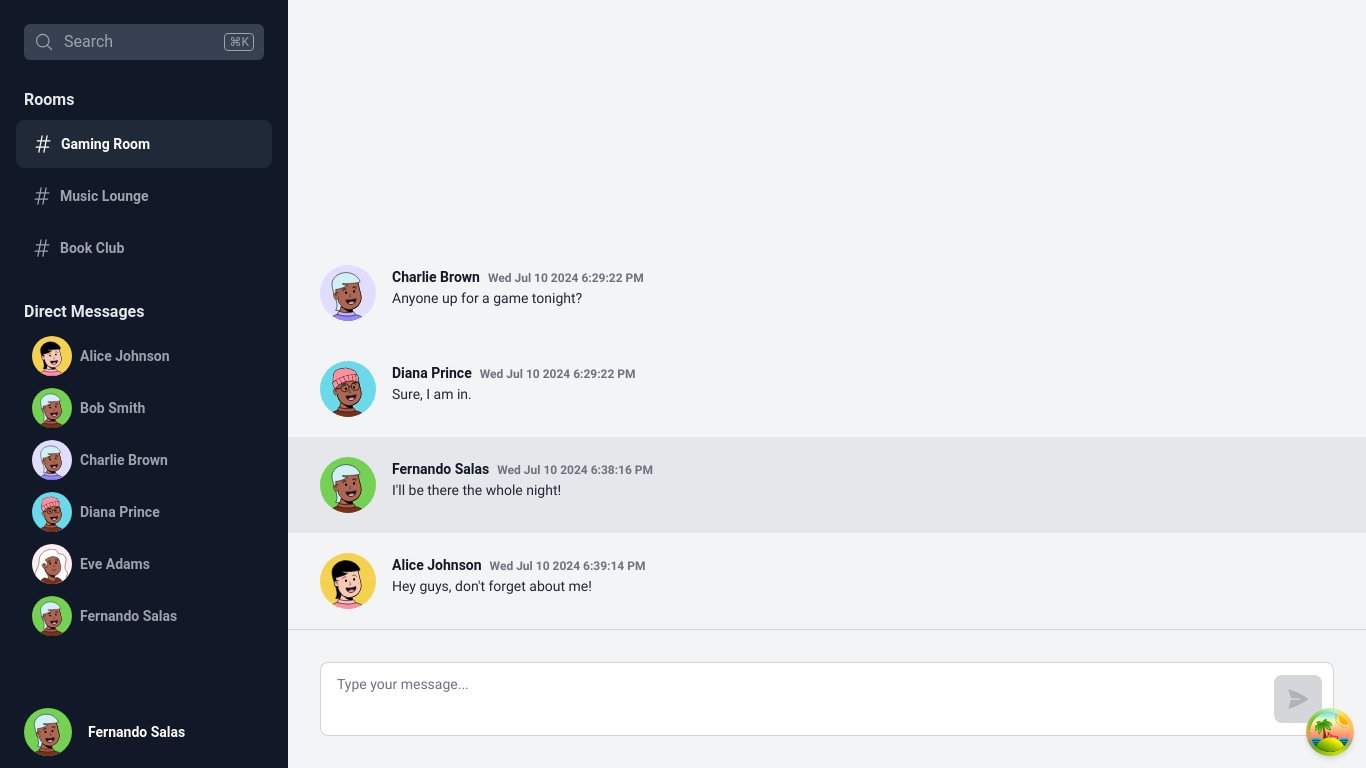 Search ⌘K
Rooms
# Gaming Room
# Music Lounge
# Book Club
Direct Messages
Alice Johnson
Bob Smith
Charlie Brown
Diana Prince
Eve Adams
Fernando Salas
Fernando Salas
Charlie Brown Wed Jul 10 2024 6:29:22 PM
Anyone up for a game tonight?
Diana Prince Wed Jul 10 2024 6:29:22 PM
Sure, I am in.
Fernando Salas Wed Jul 10 2024 6:38:16 PM
I'll be there the whole night!
Alice Johnson Wed Jul 10 2024 6:39:14 PM
Hey guys, don't forget about me!
Type your message...